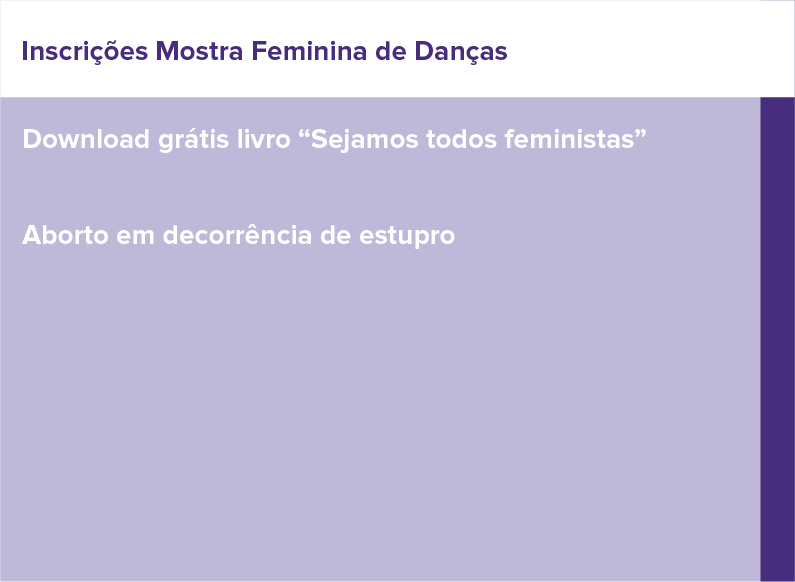 Inscrições Mostra Feminina de Danças
Download grátis livro “Sejamos todos feministas”
Aborto em decorrência de estupro